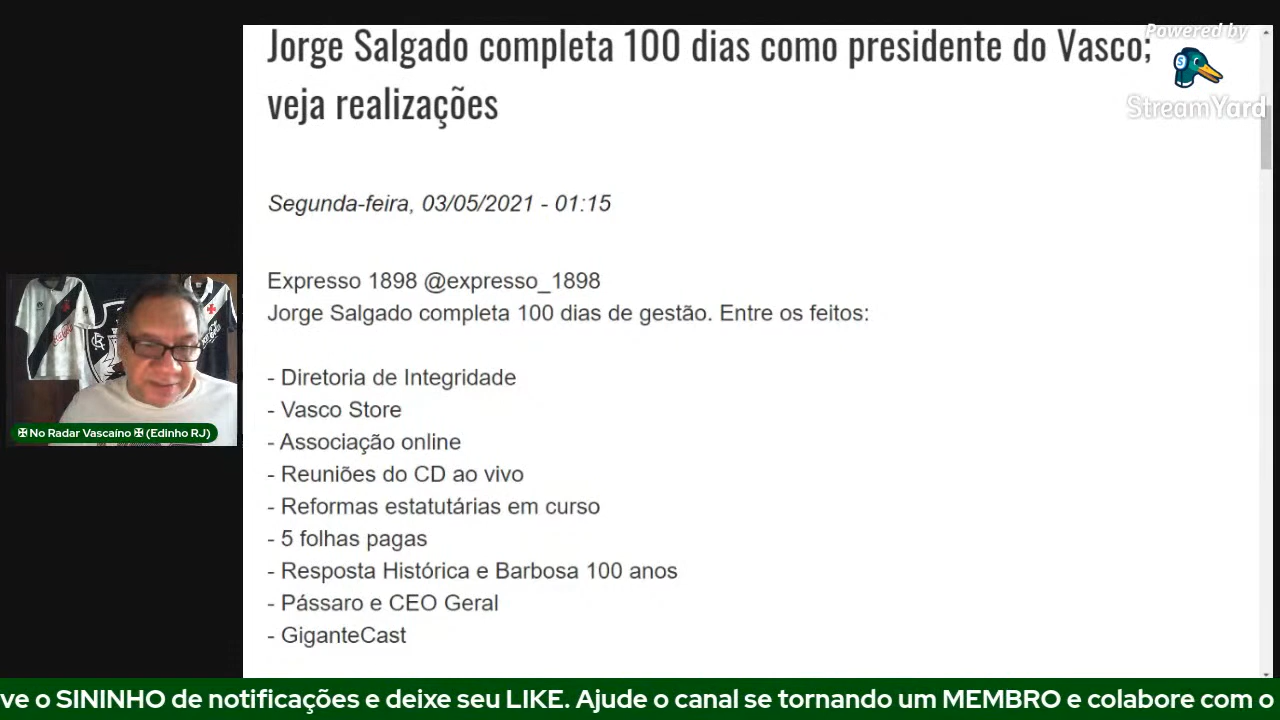 Jorge Salgado completa 100 dias como presidente do Vasco;
veja realizações
Powered by
StreamYard
Segunda-feira, 03/05/2021 - 01:15
Expresso 1898 @expresso_1898
Jorge Salgado completa 100 dias de gestão. Entre os feitos:
- Diretoria de Integridade
- Vasco Store
- Associação online
- Reuniões do CD ao vivo
- Reformas estatutárias em curso
- 5 folhas pagas
- Resposta Histórica e Barbosa 100 anos
- Pássaro e CEO Geral
- GiganteCast
✠ No Radar Vascaíno ✠ (Edinho RJ)
ve o SININHO de notificações e deixe seu LIKE. Ajude o canal se tornando um MEMBRO e colabore com o